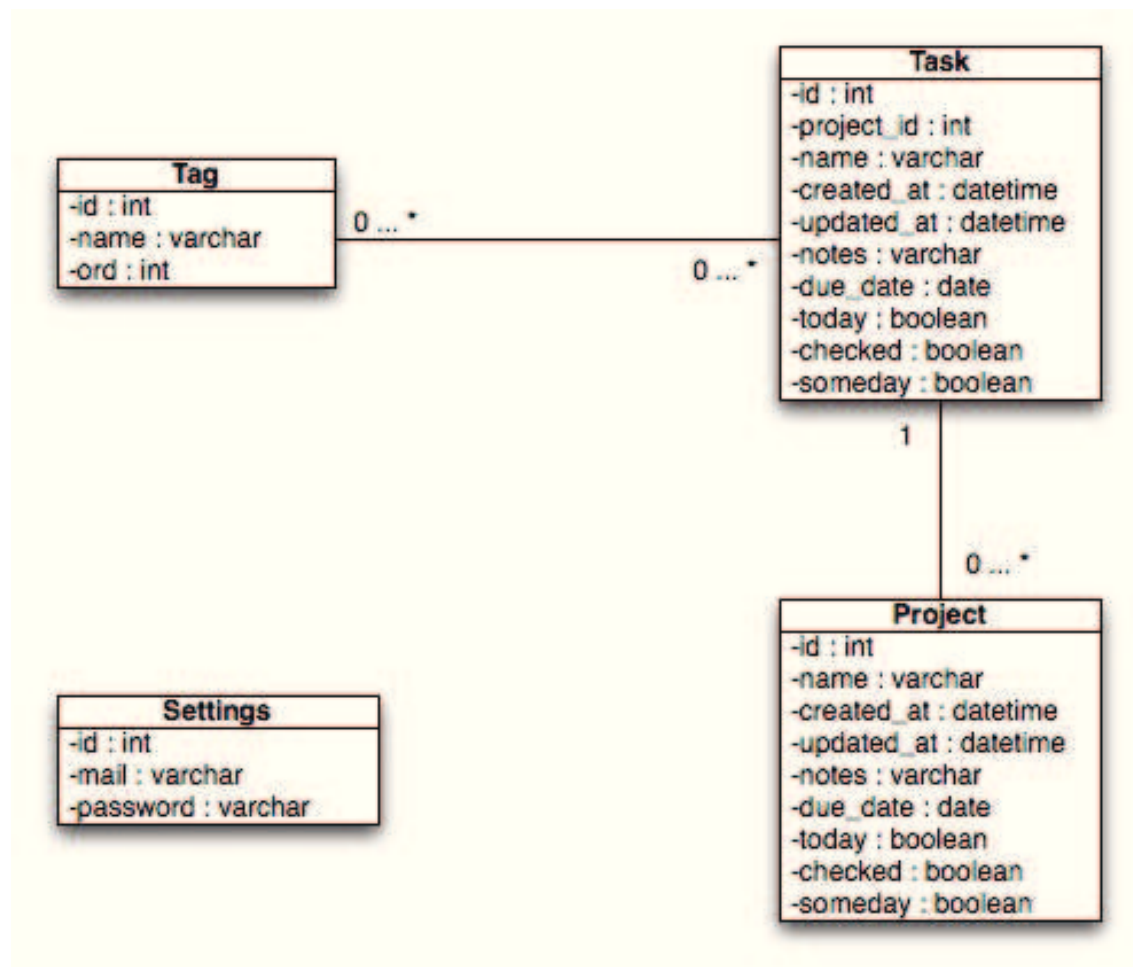 Task
-id : int
-project_id : int
-name : varchar
-created_at : datetime
-updated_at : datetime
-notes : varchar
-due_date : date
-today : boolean
-checked : boolean
-someday : boolean
Tag
-id : int
-name : varchar
-ord : int
0 ... *
0 ... *
1
0 ... *
Project
-id : int
-name : varchar
-created_at : datetime
-updated_at : datetime
-notes : varchar
-due_date : date
-today : boolean
-checked : boolean
-someday : boolean
Settings
-id : int
-mail : varchar
-password : varchar